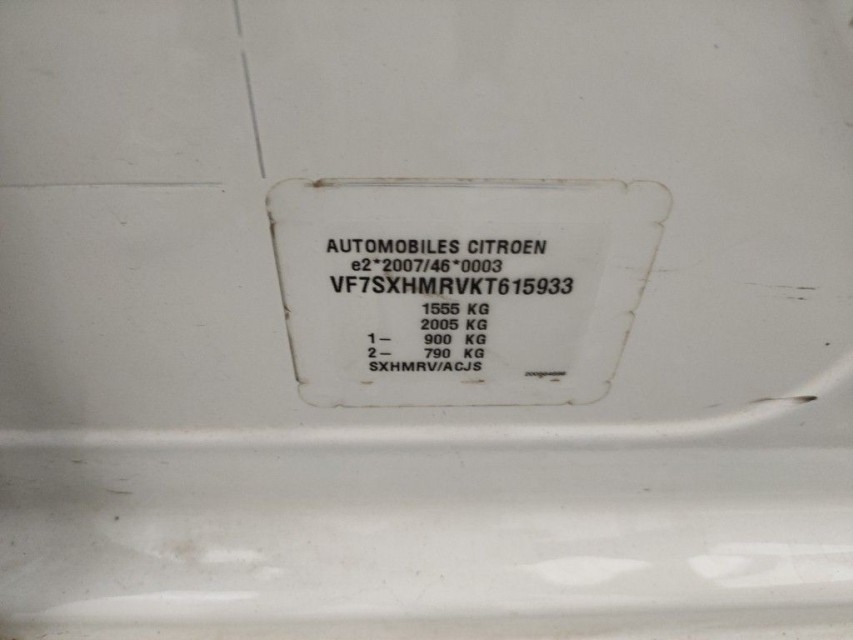 AUTOMOBILES CITROEN
e2*2007/46*0003
VF7SXHMRVKT615933
1555 KG
2005 KG
1– 900 KG
2– 790 KG
SXHMRV/ACJS